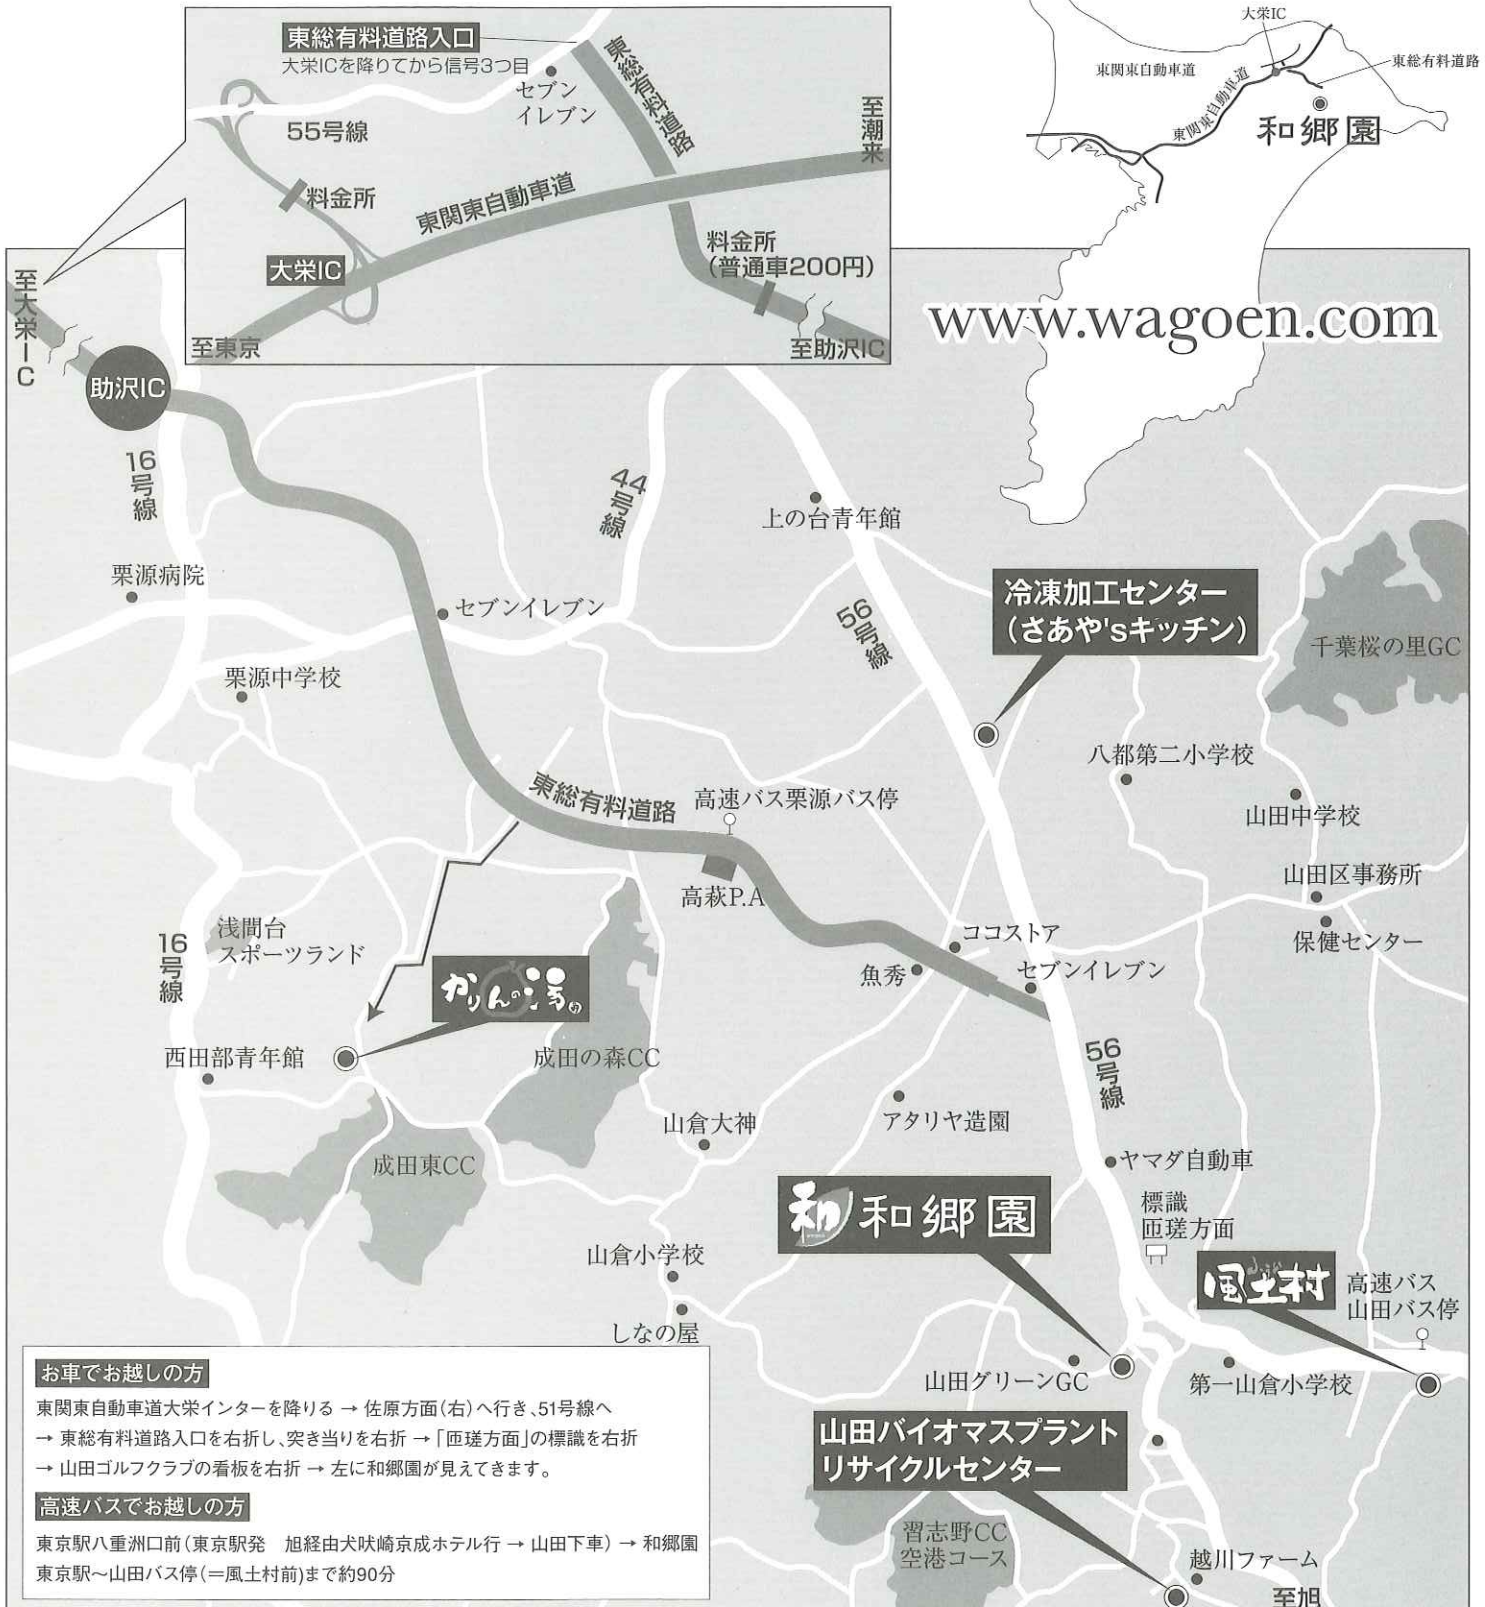 東総有料道路入口
大栄ICを降りてから信号3つ目
セブン
イレブン
東総有料道路
至潮来
55号線
料金所
東関東自動車道
大栄IC
料金所
（普通車200円）
至東京
至助沢IC
大栄IC
東関東自動車道
東総有料道路
東関東自動車道
和郷園
www.wagoen.com
至大栄IC
助沢IC
16号線
44号線
上の台青年館
栗源病院
セブンイレブン
56号線
冷凍加工センター
（さあや'sキッチン）
千葉桜の里GC
栗源中学校
八都第二小学校
東総有料道路
高速バス栗源バス停
山田中学校
高萩P.A
山田区事務所
浅間台
スポーツランド
16号線
ココストア
保健センター
魚秀
セブンイレブン
かりんの湯
西田部青年館
成田の森CC
56号線
アタリヤ造園
山倉大神
成田東CC
ヤマダ自動車
和 和郷園
標識
匝瑳方面
山倉小学校
風土村
高速バス
山田バス停
しなの屋
山田グリーンGC
第一山倉小学校
お車でお越しの方
東関東自動車道大栄インターを降りる → 佐原方面（右）へ行き、51号線へ
→ 東総有料道路入口を右折し、突き当りを右折 →「匝瑳方面」の標識を右折
→ 山田ゴルフクラブの看板を右折 → 左に和郷園が見えてきます。
高速バスでお越しの方
東京駅八重洲口前（東京駅発　旭経由犬吠崎京成ホテル行 → 山田下車） → 和郷園
東京駅～山田バス停（＝風土村前)まで約90分
山田バイオマスプラント
リサイクルセンター
習志野CC
空港コース
越川ファーム
至旭